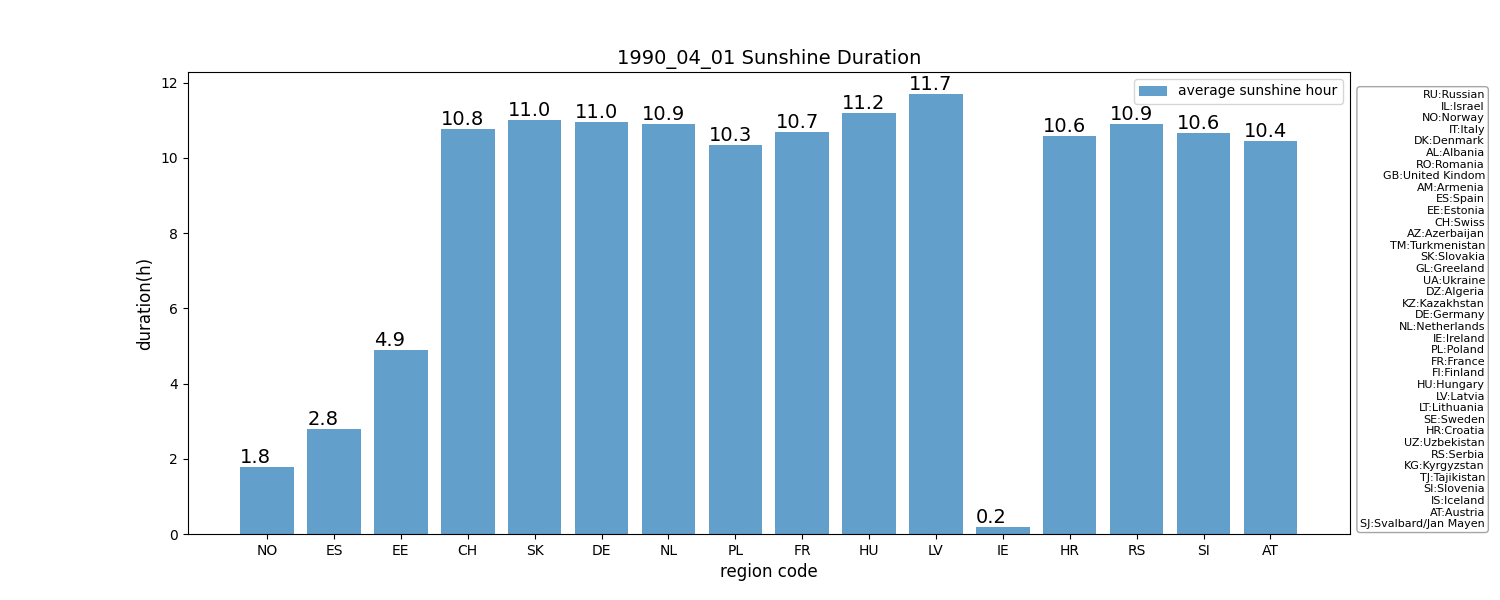 1990_04_01 Sunshine Duration
average sunshine hour
12
10
8
6
4
2
0
duration(h)
1.8
2.8
4.9
10.8
11.0
11.0
10.9
10.3
10.7
11.2
11.7
0.2
10.6
10.9
10.6
10.4
NO ES EE CH SK DE NL PL FR HU LV IE HR RS SI AT
region code
RU:Russian
IL:Israel
NO:Norway
IT:Italy
DK:Denmark
AL:Albania
RO:Romania
GB:United Kindom
AM:Armenia
ES:Spain
EE:Estonia
CH:Swiss
AZ:Azerbaijan
TM:Turkmenistan
SK:Slovakia
GL:Greeland
UA:Ukraine
DZ:Algeria
KZ:Kazakhstan
DE:Germany
NL:Netherlands
IE:Ireland
PL:Poland
FR:France
FI:Finland
HU:Hungary
LV:Latvia
LT:Lithuania
SE:Sweden
HR:Croatia
UZ:Uzbekistan
RS:Serbia
KG:Kyrgyzstan
TJ:Tajikistan
SI:Slovenia
IS:Iceland
AT:Austria
SJ:Svalbard/Jan Mayen